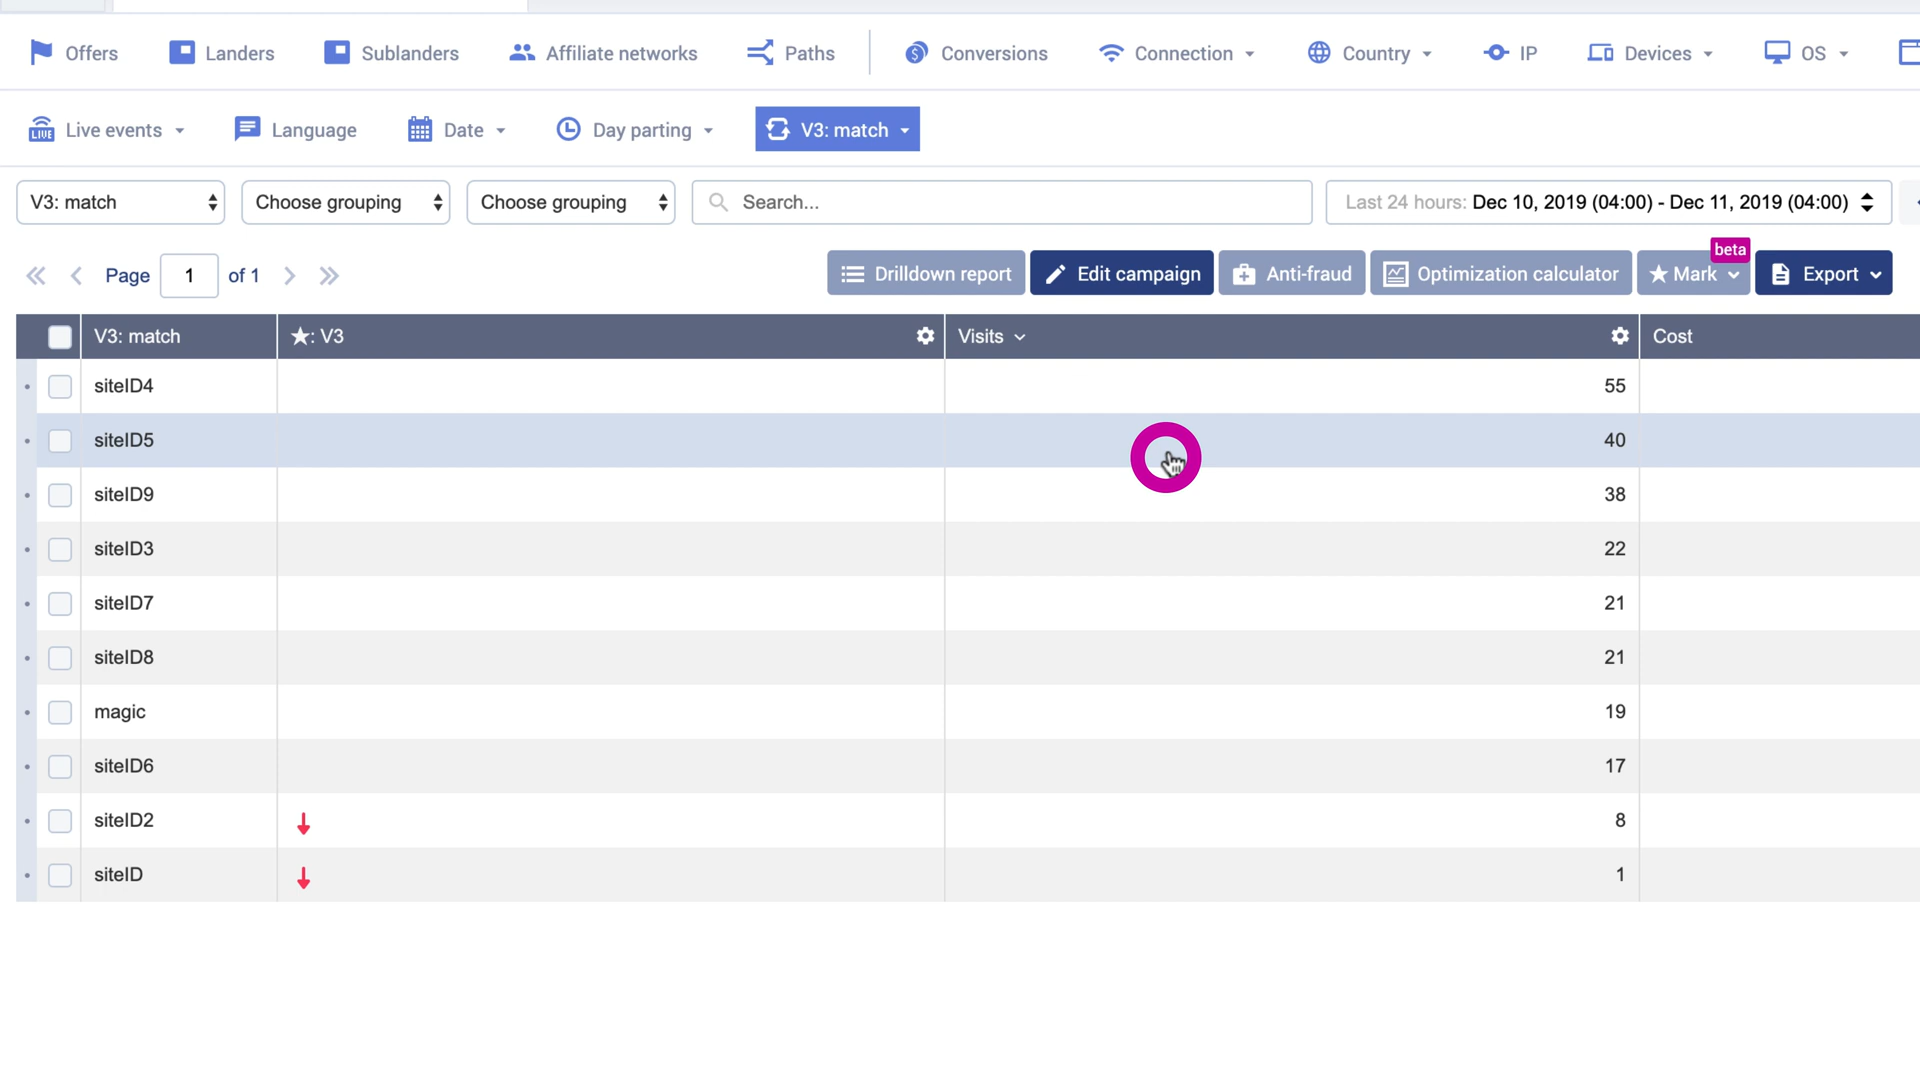 Offers Landers Sublanders Affiliate networks Paths Conversions Connection Country IP Devices OS
LIVE Live events Language Date Day parting V3: match
V3: match Choose grouping Choose grouping Search... Last 24 hours: Dec 10, 2019 (04:00) - Dec 11, 2019 (04:00)
beta
Page 1 of 1 Drilldown report Edit campaign Anti-fraud Optimization calculator Mark Export
V3: match ★: V3 Visits Cost
siteID4 55
siteID5 40
siteID9 38
siteID3 22
siteID7 21
siteID8 21
magic 19
siteID6 17
siteID2 8
siteID 1